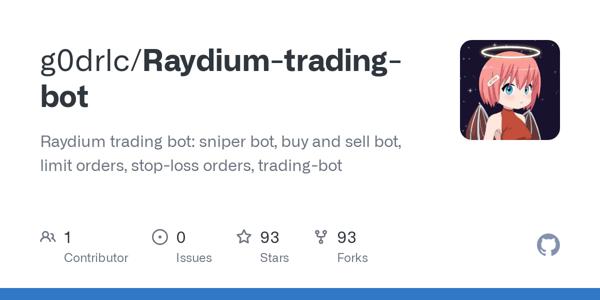 g0drlc/Raydium-trading-
bot
Raydium trading bot: sniper bot, buy and sell bot,
limit orders, stop-loss orders, trading-bot
1
Contributor
0
Issues
93
Stars
93
Forks